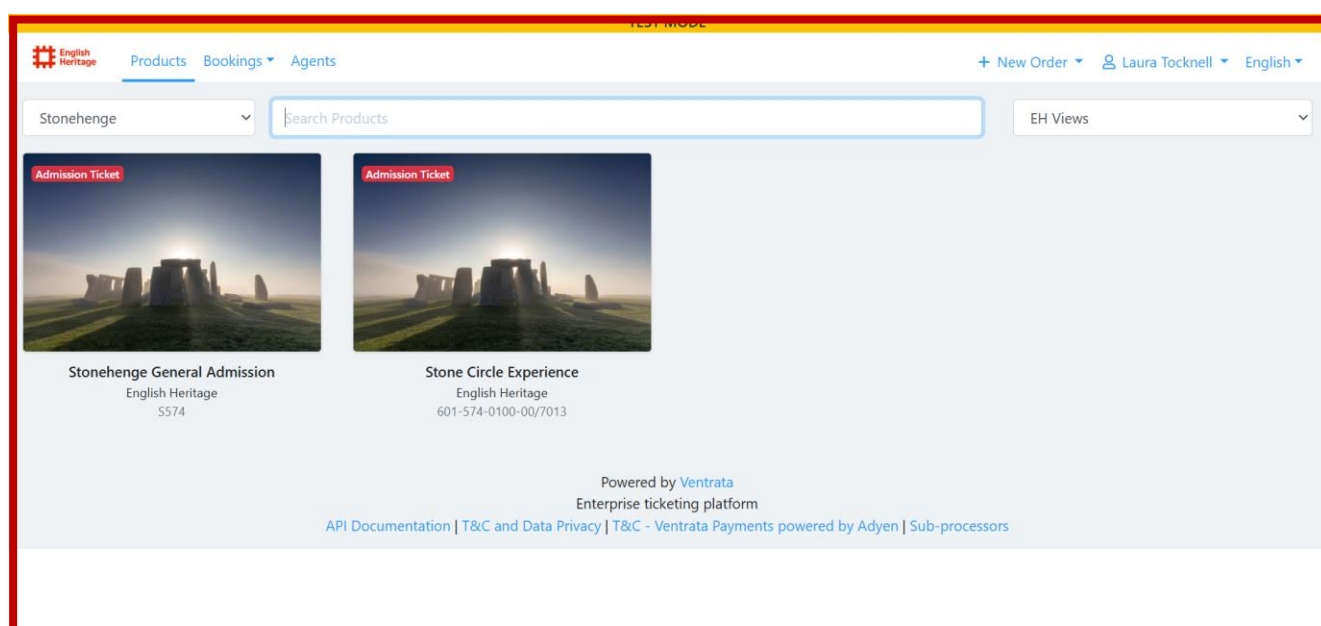 TEST MODE
English
Heritage
Products Bookings Agents
+ New Order Laura Tocknell English
Stonehenge Search Products EH Views
Admission Ticket Admission Ticket
Stonehenge General Admission Stone Circle Experience
English Heritage English Heritage
S574 601-574-0100-00/7013
Powered by Ventrata
Enterprise ticketing platform
API Documentation | T&C and Data Privacy | T&C - Ventrata Payments powered by Adyen | Sub-processors